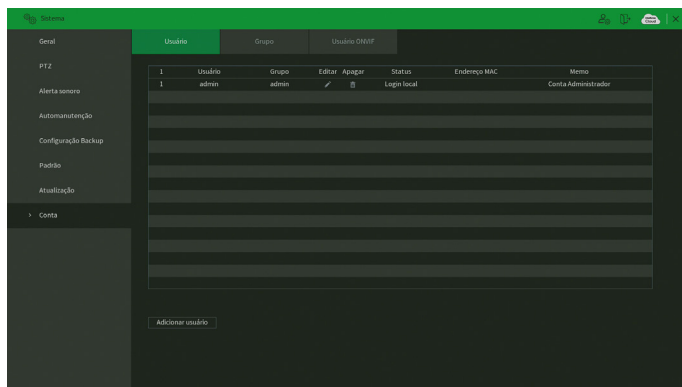 Sistema
Geral
PTZ
Alerta sonoro
Automanutenção
Configuração Backup
Padrão
Atualização
Conta
Usuário Grupo Usuário ONVIF
1 Usuário Grupo Editar Apagar Status Endereço MAC Memo
1 admin admin Login local Conta Administrador
Adicionar usuário